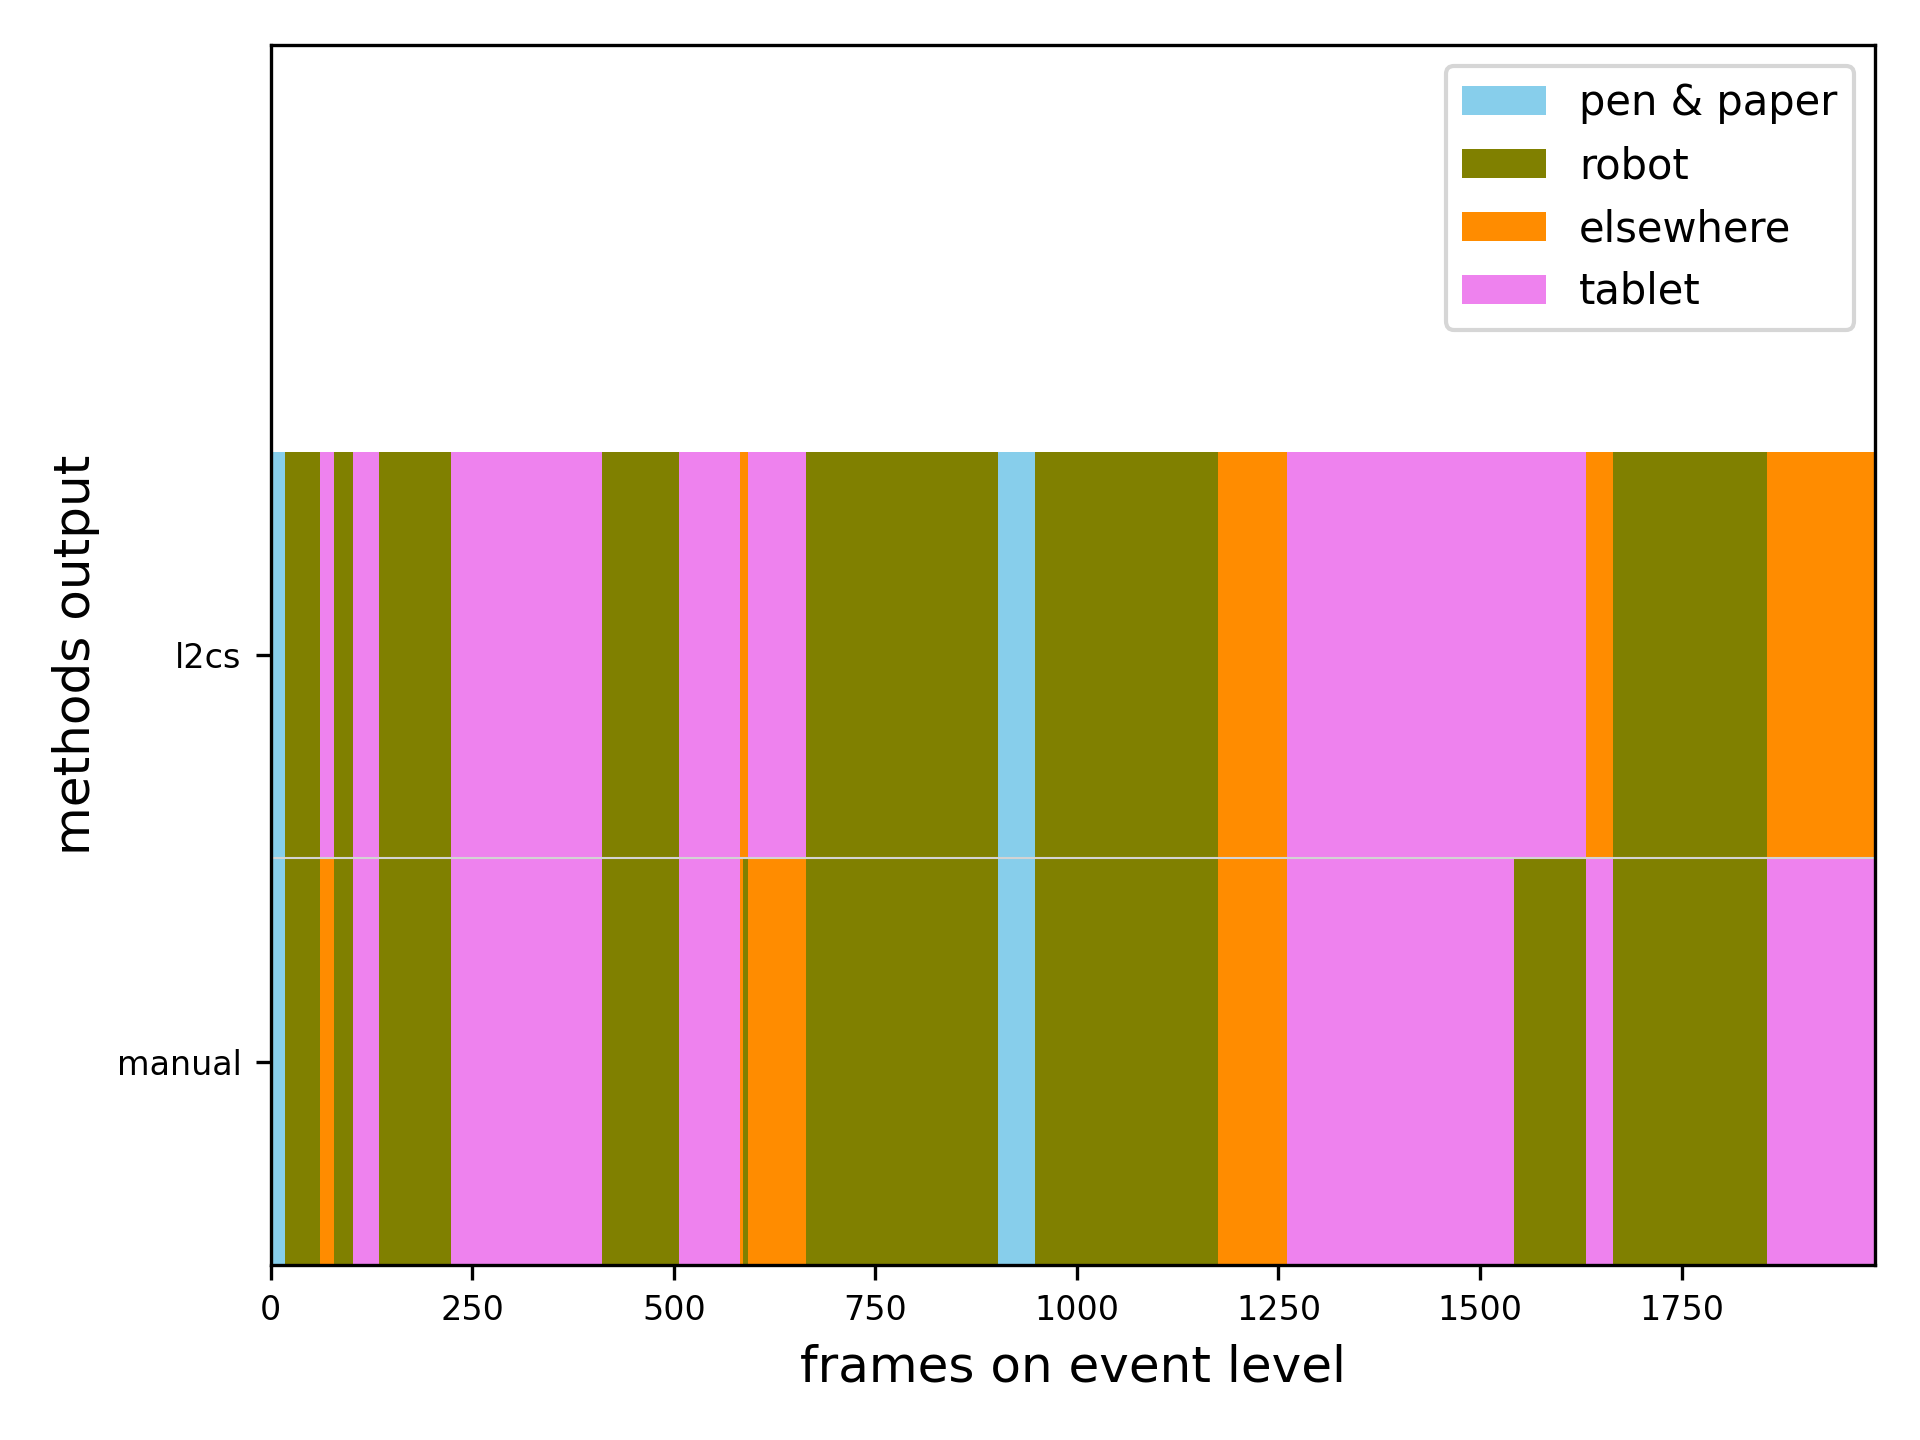 pen & paper
robot
elsewhere
tablet
methods output
l2cs
manual
0 250 500 750 1000 1250 1500 1750
frames on event level